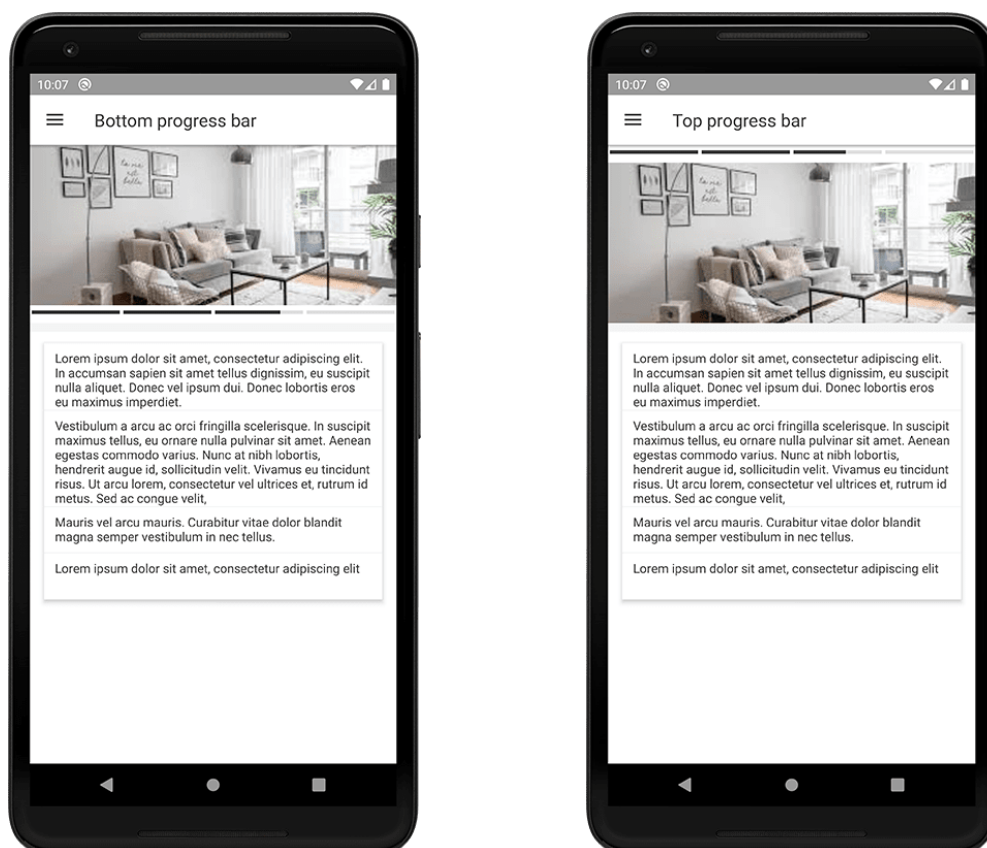 10:07
Bottom progress bar
to me
est
bella
Lorem ipsum dolor sit amet, consectetur adipiscing elit.
In accumsan sapien sit amet tellus dignissim, eu suscipit
nulla aliquet. Donec vel ipsum dui. Donec lobortis eros
eu maximus imperdiet.
Vestibulum a arcu ac orci fringilla scelerisque. In suscipit
maximus tellus, eu ornare nulla pulvinar sit amet. Aenean
egestas commodo varius. Nunc at nibh lobortis,
hendrerit augue id, sollicitudin velit. Vivamus eu tincidunt
risus. Ut arcu lorem, consectetur vel ultrices et, rutrum id
metus. Sed ac congue velit,
Mauris vel arcu mauris. Curabitur vitae dolor blandit
magna semper vestibulum in nec tellus.
Lorem ipsum dolor sit amet, consectetur adipiscing elit
10:07
Top progress bar
to me
est
bella
Lorem ipsum dolor sit amet, consectetur adipiscing elit.
In accumsan sapien sit amet tellus dignissim, eu suscipit
nulla aliquet. Donec vel ipsum dui. Donec lobortis eros
eu maximus imperdiet.
Vestibulum a arcu ac orci fringilla scelerisque. In suscipit
maximus tellus, eu ornare nulla pulvinar sit amet. Aenean
egestas commodo varius. Nunc at nibh lobortis,
hendrerit augue id, sollicitudin velit. Vivamus eu tincidunt
risus. Ut arcu lorem, consectetur vel ultrices et, rutrum id
metus. Sed ac congue velit,
Mauris vel arcu mauris. Curabitur vitae dolor blandit
magna semper vestibulum in nec tellus.
Lorem ipsum dolor sit amet, consectetur adipiscing elit